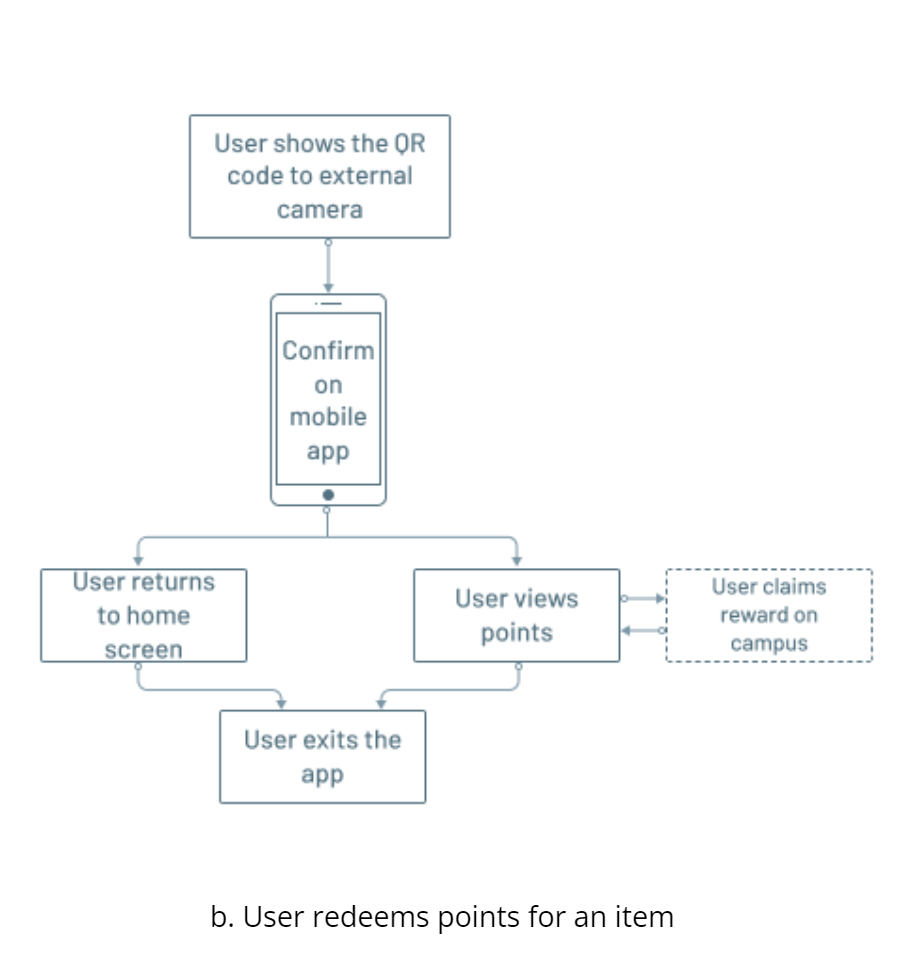 User shows the QR
code to external
camera
Confirm
on
mobile
app
User returns
to home
screen
User views
points
User claims
reward on
campus
User exits the
app
b. User redeems points for an item